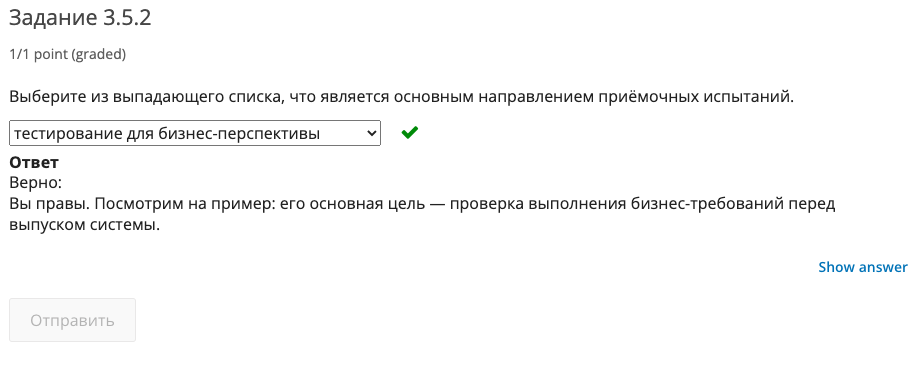 Задание 3.5.2
1/1 point (graded)
Выберите из выпадающего списка, что является основным направлением приёмочных испытаний.
тестирование для бизнес-перспективы
Ответ
Верно:
Вы правы. Посмотрим на пример: его основная цель — проверка выполнения бизнес-требований перед
выпуском системы.
Show answer
Отправить